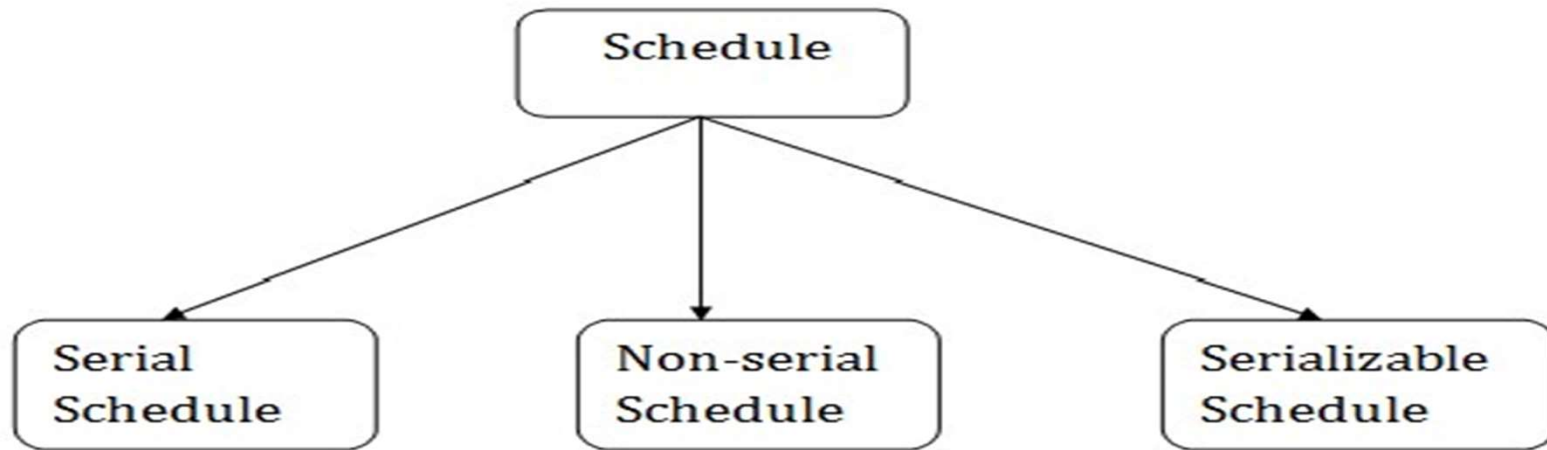 Schedule
Serial
Schedule
Non-serial
Schedule
Serializable
Schedule